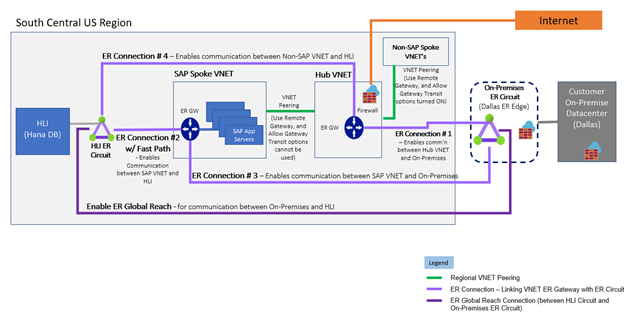 South Central US Region
Internet
ER Connection # 4 – Enables communication between Non-SAP VNET and HLI
Non-SAP Spoke
VNET's
SAP Spoke VNET
Hub VNET
VNET Peering
(Use Remote
Gateway, and Allow
Gateway Transit
options turned ON)
On-Premises
ER Circuit
(Dallas ER Edge)
Customer
On-Premise
Datacenter
(Dallas)
HLI
(Hana DB)
HLI ER
Circuit
ER GW
SAP App
Servers
VNET
Peering
(Use Remote
Gateway, and
Allow Gateway
Transit options
cannot be
used)
Firewall
ER GW
ER Connection #2
w/ Fast Path
- Enables
Communication
between SAP VNET and
HLI
ER Connection # 1
– Enables comm'n
between Hub VNET
and On-Premises
ER Connection # 3 – Enables communication between SAP VNET and On-Premises
Enable ER Global Reach - for communication between On-Premises and HLI
Legend
Regional VNET Peering
ER Connection – Linking VNET ER Gateway with ER Circuit
ER Global Reach Connection (between HLI Circuit and
On-Premises ER Circuit)